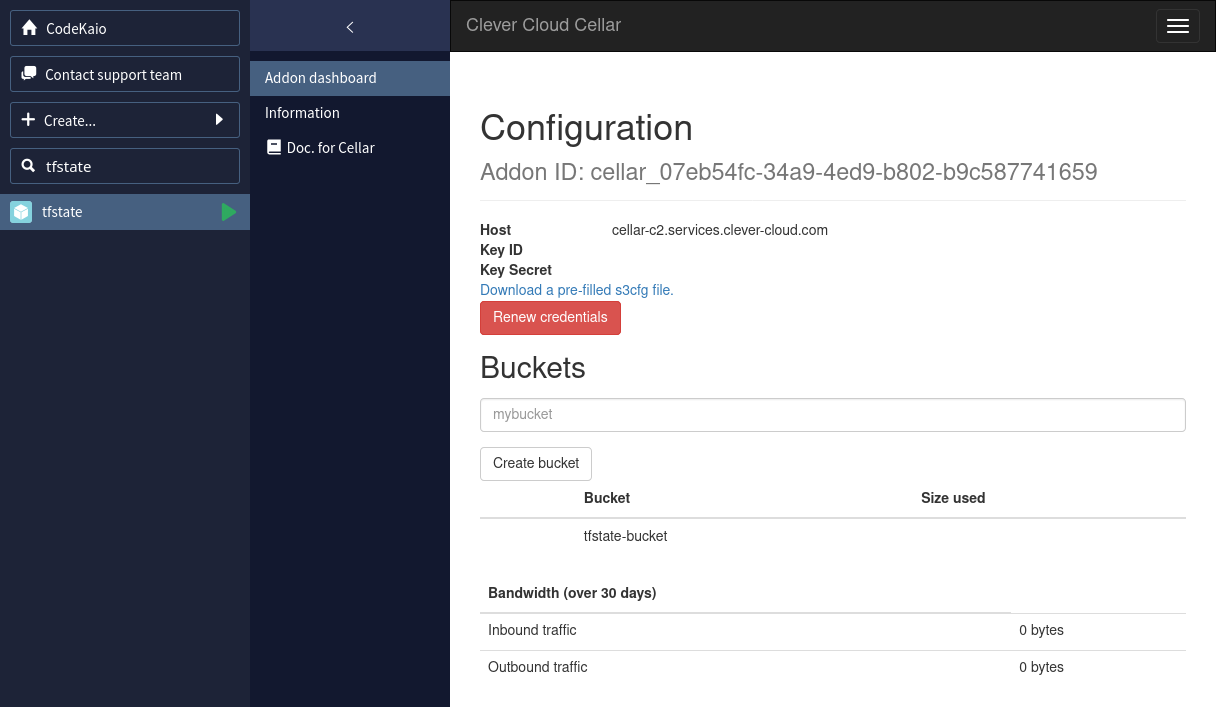 CodeKaio
Contact support team
Create...
tfstate
tfstate
Addon dashboard
Information
Doc. for Cellar
Clever Cloud Cellar
Configuration
Addon ID: cellar_07eb54fc-34a9-4ed9-b802-b9c587741659
Host cellar-c2.services.clever-cloud.com
Key ID
Key Secret
Download a pre-filled s3cfg file.
Renew credentials
Buckets
mybucket
Create bucket
Bucket Size used
tfstate-bucket
Bandwidth (over 30 days)
Inbound traffic 0 bytes
Outbound traffic 0 bytes